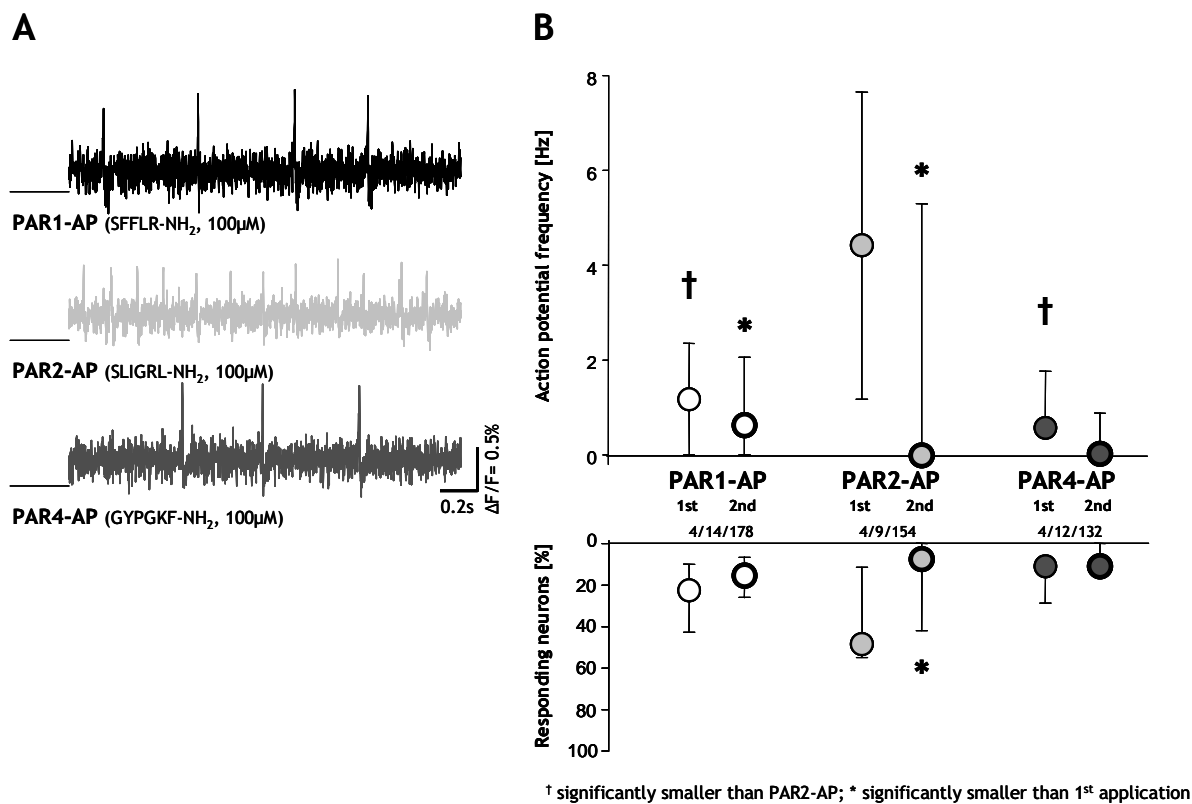 A
PAR1-AP (SFFLR-NH2, 100µM)
PAR2-AP (SLIGRL-NH2, 100µM)
PAR4-AP (GYPGKF-NH2, 100µM)
0.2s
ΔF/F= 0.5%
B
Action potential frequency [Hz]
8
6
4
2
0
†
*
*
†
PAR1-AP PAR2-AP PAR4-AP
1st 2nd 1st 2nd 1st 2nd
4/14/178 4/9/154 4/12/132
Responding neurons [%]
0
20
40
60
80
100
*
† significantly smaller than PAR2-AP; * significantly smaller than 1st application